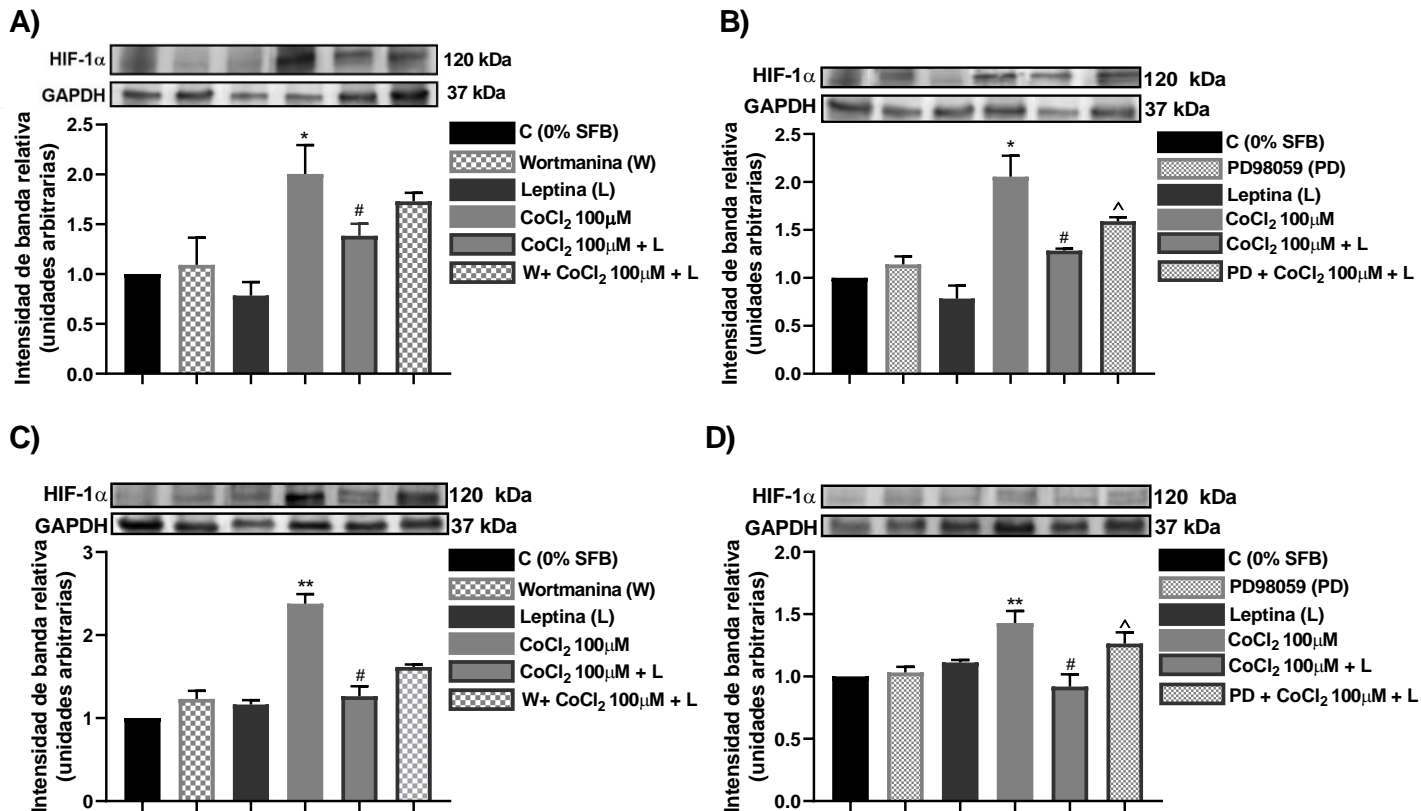 A)
HIF-1α
120 kDa
GAPDH
37 kDa
Intensidad de banda relativa
(unidades arbitrarias)
2.5
2.0
1.5
1.0
0.5
0.0
*
#
C (0% SFB)
Wortmanina (W)
Leptina (L)
CoCl₂ 100μM
CoCl₂ 100μM + L
W+ CoCl₂ 100μM + L
B)
HIF-1α
120 kDa
GAPDH
37 kDa
Intensidad de banda relativa
(unidades arbitrarias)
2.5
2.0
1.5
1.0
0.5
0.0
*
#
^
C (0% SFB)
PD98059 (PD)
Leptina (L)
CoCl₂ 100μM
CoCl₂ 100μM + L
PD + CoCl₂ 100μM + L
C)
HIF-1α
120 kDa
GAPDH
37 kDa
Intensidad de banda relativa
(unidades arbitrarias)
3
2
1
0
**
#
C (0% SFB)
Wortmanina (W)
Leptina (L)
CoCl₂ 100μM
CoCl₂ 100μM + L
W+ CoCl₂ 100μM + L
D)
HIF-1α
120 kDa
GAPDH
37 kDa
Intensidad de banda relativa
(unidades arbitrarias)
2.0
1.5
1.0
0.5
0.0
**
#
^
C (0% SFB)
PD98059 (PD)
Leptina (L)
CoCl₂ 100μM
CoCl₂ 100μM + L
PD + CoCl₂ 100μM + L